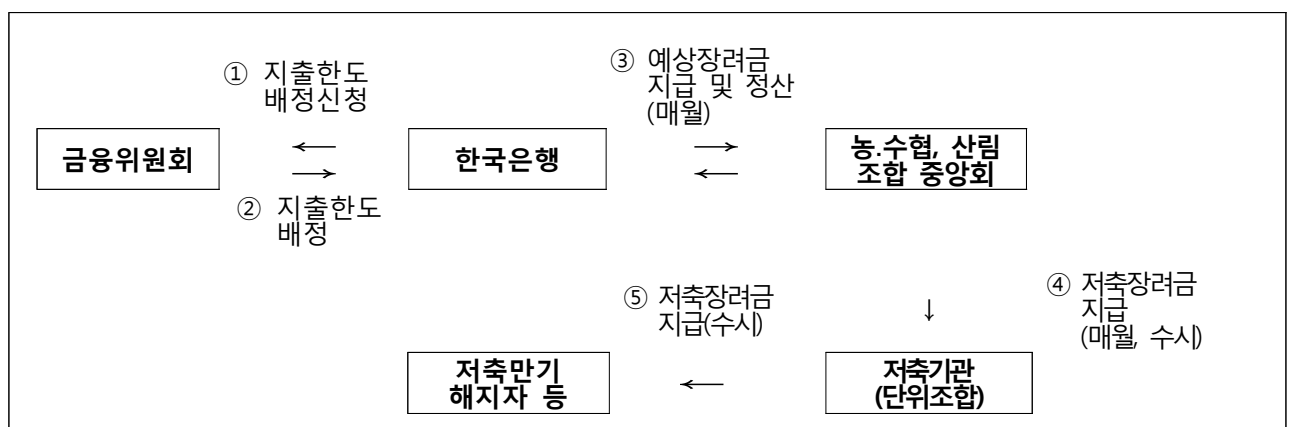 ① 지출한도
배정신청
③ 예상장려금
지급 및 정산
(매월)
금융위원회
←
→
한국은행
→
←
농.수협, 산림
조합 중앙회
② 지출한도
배정
⑤ 저축장려금
지급(수시)
↓
④ 저축장려금
지급
(매월, 수시)
저축만기
해지자 등
←
저축기관
(단위조합)